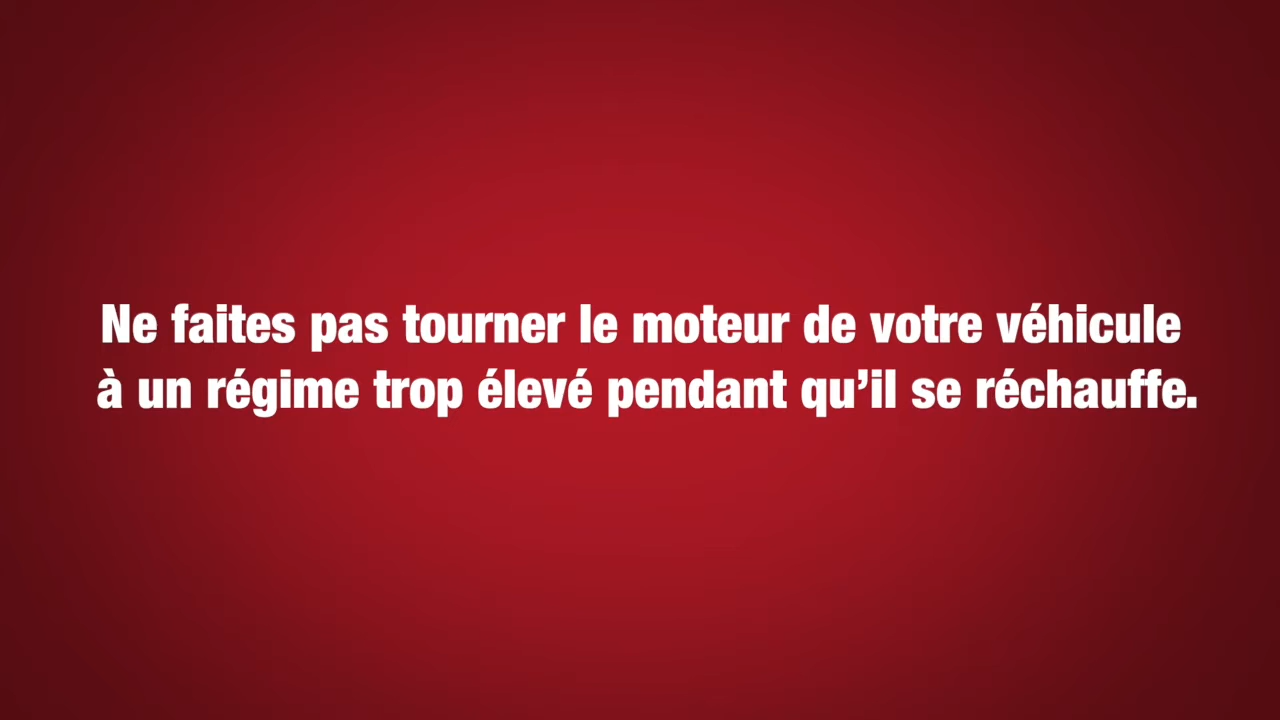 Ne faites pas tourner le moteur de votre véhicule
à un régime trop élevé pendant qu’il se réchauffe.